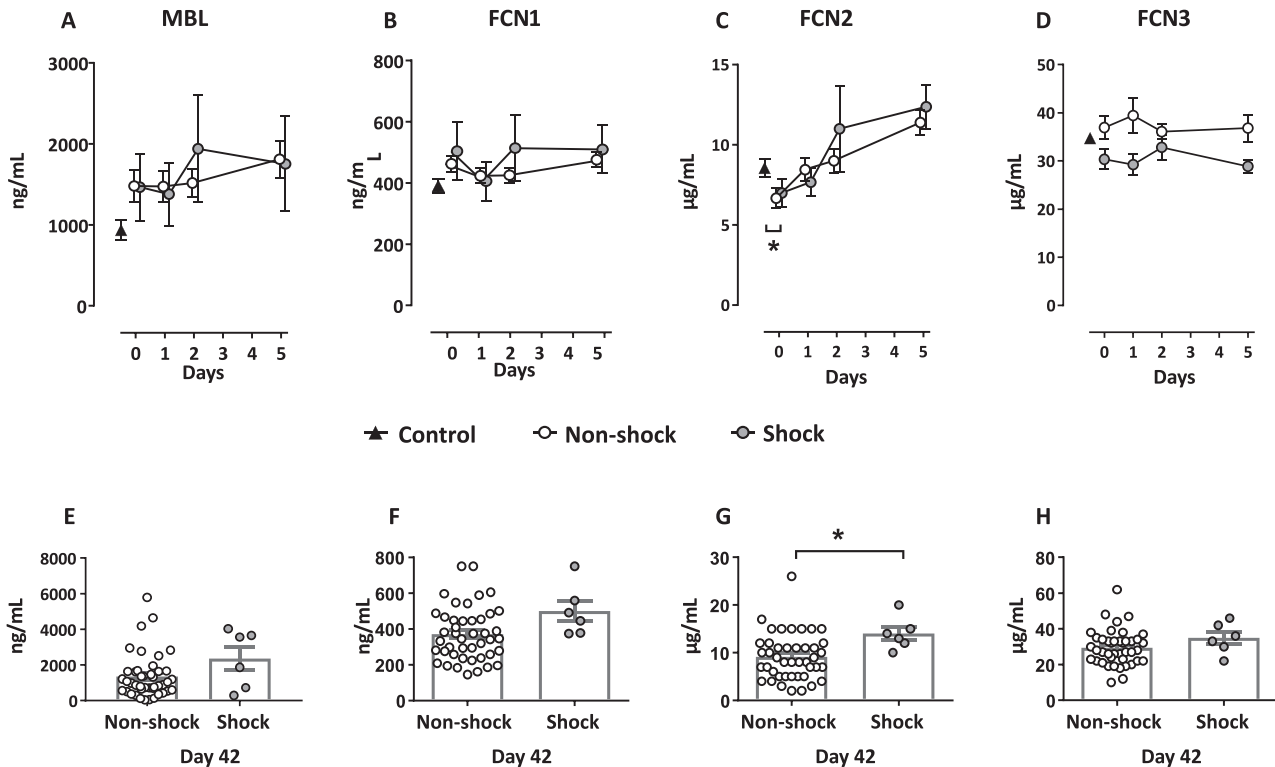 A MBL
B FCN1
C FCN2
D FCN3
3000
2000
1000
0
ng/mL
0 1 2 3 4 5
Days
800
600
400
200
0
ng/m
L
0 1 2 3 4 5
Days
15
10
5
0
µg/mL
*
0 1 2 3 4 5
Days
50
40
30
20
10
0
µg/mL
0 1 2 3 4 5
Days
Control Non-shock Shock
E
8000
6000
4000
2000
0
ng/mL
Non-shock Shock
Day 42
F
800
600
400
200
0
ng/mL
Non-shock Shock
Day 42
G
30
20
10
0
µg/mL
*
Non-shock Shock
Day 42
H
80
60
40
20
0
µg/mL
Non-shock Shock
Day 42